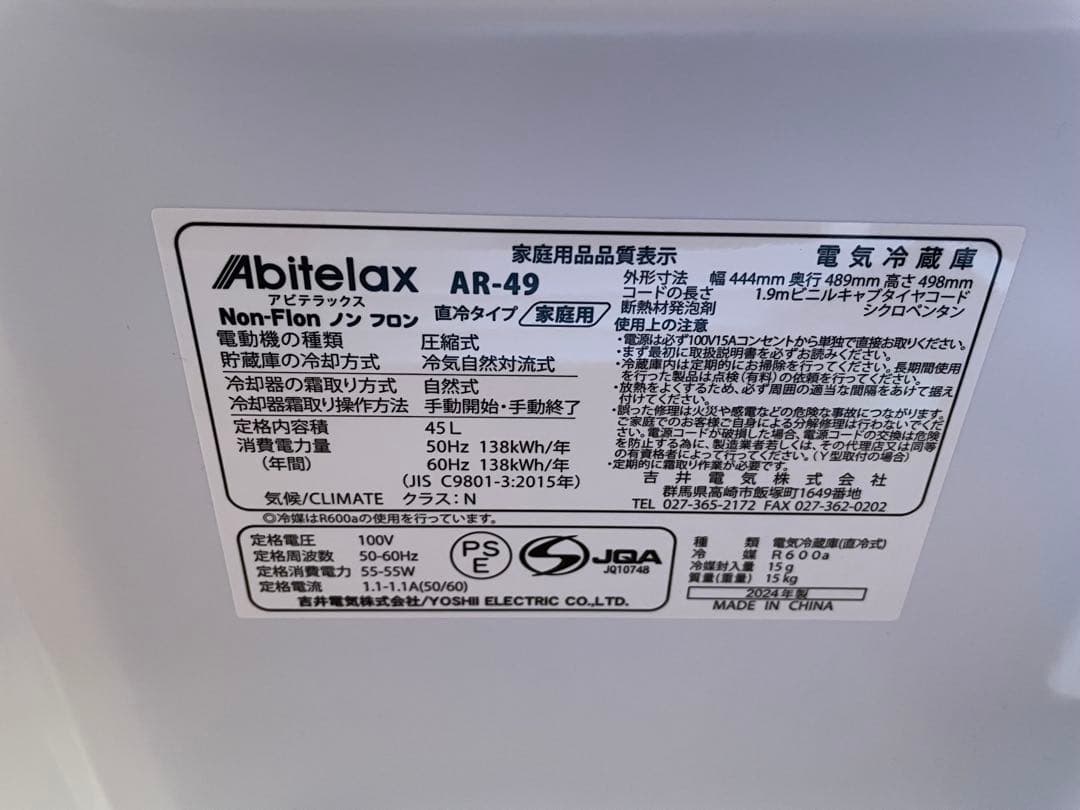 家庭用品品質表示
電気冷蔵庫
Abitelax AR-49
アビテラックス
Non-Flon ノン フロン 直冷タイプ 家庭用
電動機の種類 圧縮式
貯蔵庫の冷却方式 冷気自然対流式
冷却器の霜取り方式 自然式
冷却器霜取り操作方法 手動開始・手動終了
定格内容積 45L
消費電力量 50Hz 138kWh/年
(年間) 60Hz 138kWh/年
(JIS C9801-3:2015年)
気候/CLIMATE クラス:N
外形寸法 幅 444mm 奥行 489mm 高さ 498mm
コードの長さ 1.9mビニルキャブタイヤコード
断熱材発泡剤 シクロペンタン
使用上の注意
・電源は必ず100V15Aコンセントから単独で直接お取りください。
・まず最初に取扱説明書を必ずお読みください。
・冷蔵庫内は定期的にお掃除を行ってください。長期間使用
を行った製品は点検(有料)の依頼を行ってください。
・放熱をよくするため、必ず周囲の適当な間隔をあけて据え
付けてください。
・誤った修理は火災や感電などの危険な事故につながります。
ご家庭でのお客様ご自身による分解修理は行わないでくだ
さい。電源コードが破損した場合、電源コードの交換は危険
を防止する為に、製造業者若しくは、その代理店又は同等
の有資格者によって行ってください。(Y型取付の場合)
・定期的に霜取り作業が必要です。
吉井電気株式会社
群馬県高崎市飯塚町1649番地
TEL 027-365-2172 FAX 027-362-0202
◎冷媒はR600aの使用を行っています。
定格電圧 100V
定格周波数 50-60Hz
定格消費電力 55-55W
定格電流 1.1-1.1A(50/60)
吉井電気株式会社/YOSHII ELECTRIC CO.,LTD.
PS
E
JQA
JQ10748
種類 電気冷蔵庫(直冷式)
冷媒 R600a
冷媒封入量 15g
質量(重量) 15kg
2024年製
MADE IN CHINA